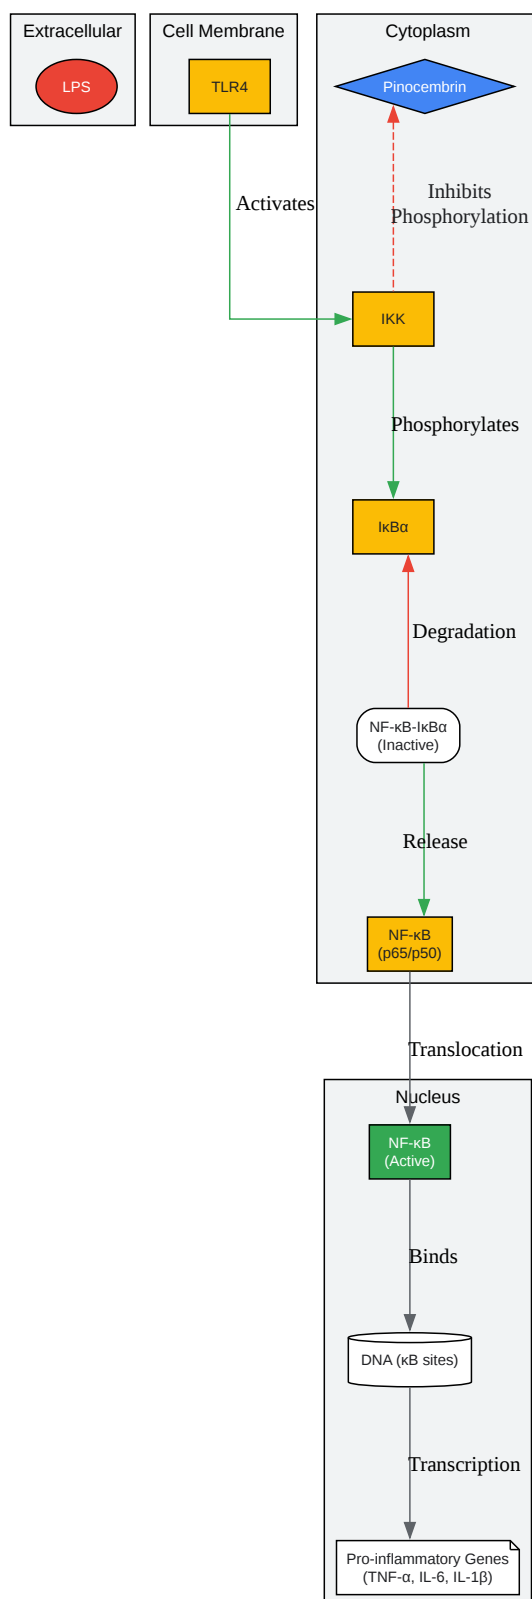 Extracellular
Cell Membrane
Cytoplasm
LPS
TLR4
Pinocembrin
Activates
Inhibits
Phosphorylation
IKK
Phosphorylates
IκBα
Degradation
NF-κB-IκBα
(Inactive)
Release
NF-κB
(p65/p50)
Translocation
Nucleus
NF-κB
(Active)
Binds
DNA (κB sites)
Transcription
Pro-inflammatory Genes
(TNF-α, IL-6, IL-1β)